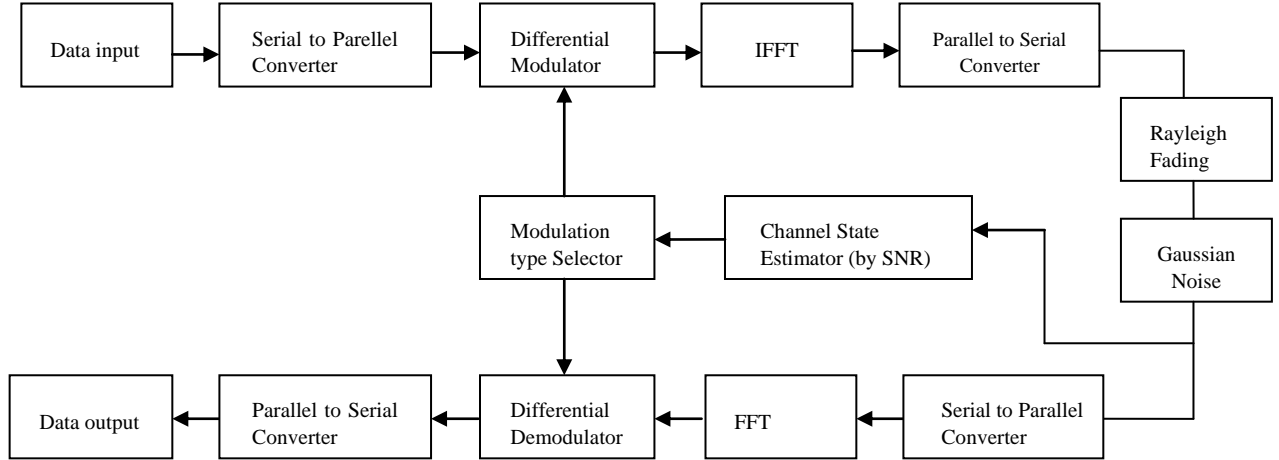 Data input
Serial to Parellel
Converter
Differential
Modulator
IFFT
Parallel to Serial
Converter
Rayleigh
Fading
Modulation
type Selector
Channel State
Estimator (by SNR)
Gaussian
Noise
Data output
Parallel to Serial
Converter
Differential
Demodulator
FFT
Serial to Parallel
Converter